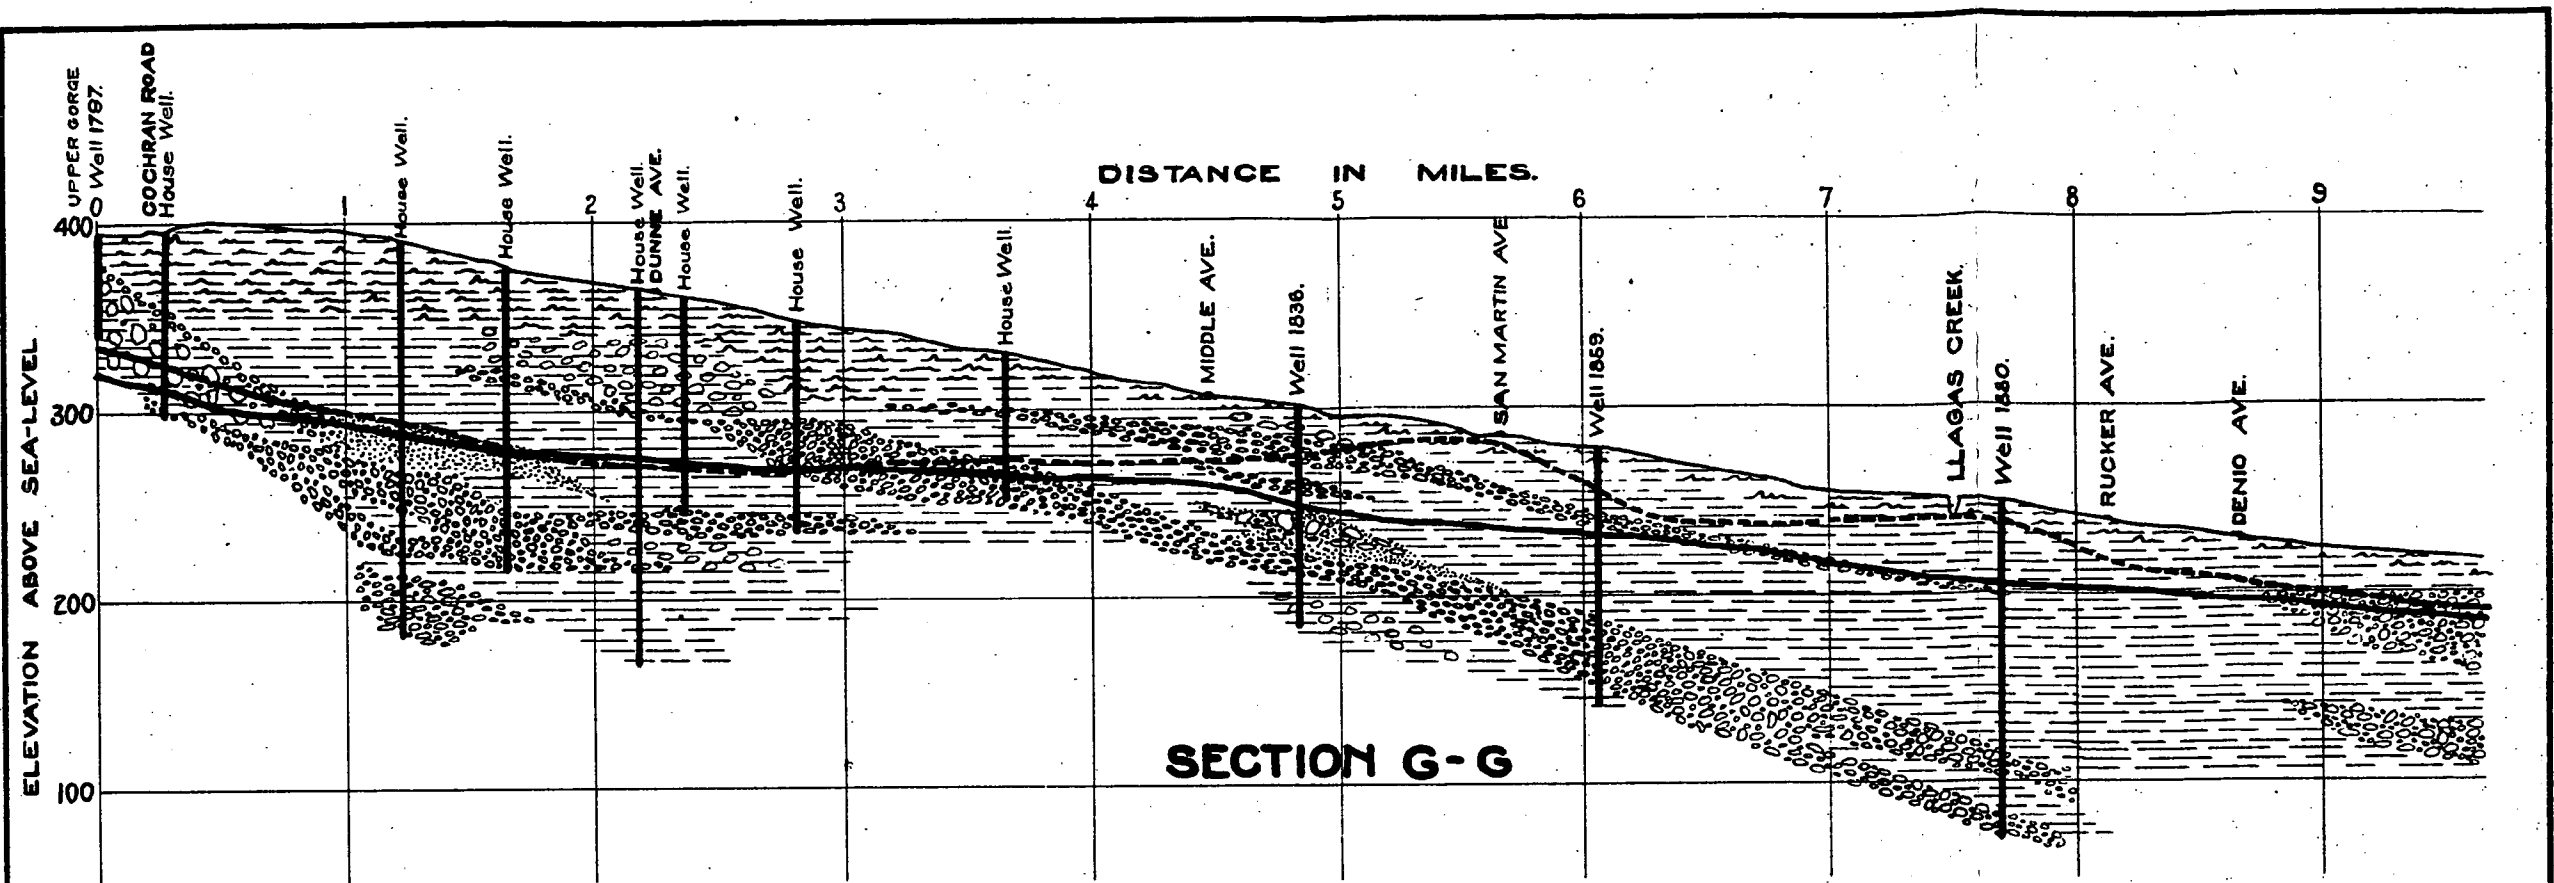 UPPER GORGE
0 Well 1797.
COCHRAN ROAD
House Well.
1
House Well.
House Well.
2
House Well.
DUNNE AVE.
House Well.
House Well.
3
House Well.
4
DISTANCE IN MILES.
MIDDLE AVE.
Well 1836.
5
SAN MARTIN AVE
6
Well 1859.
7
LLAGAS CREEK.
Well 1880.
8
RUCKER AVE.
DENIO AVE.
9
ELEVATION ABOVE SEA-LEVEL.
400
300
200
100
SECTION G-G